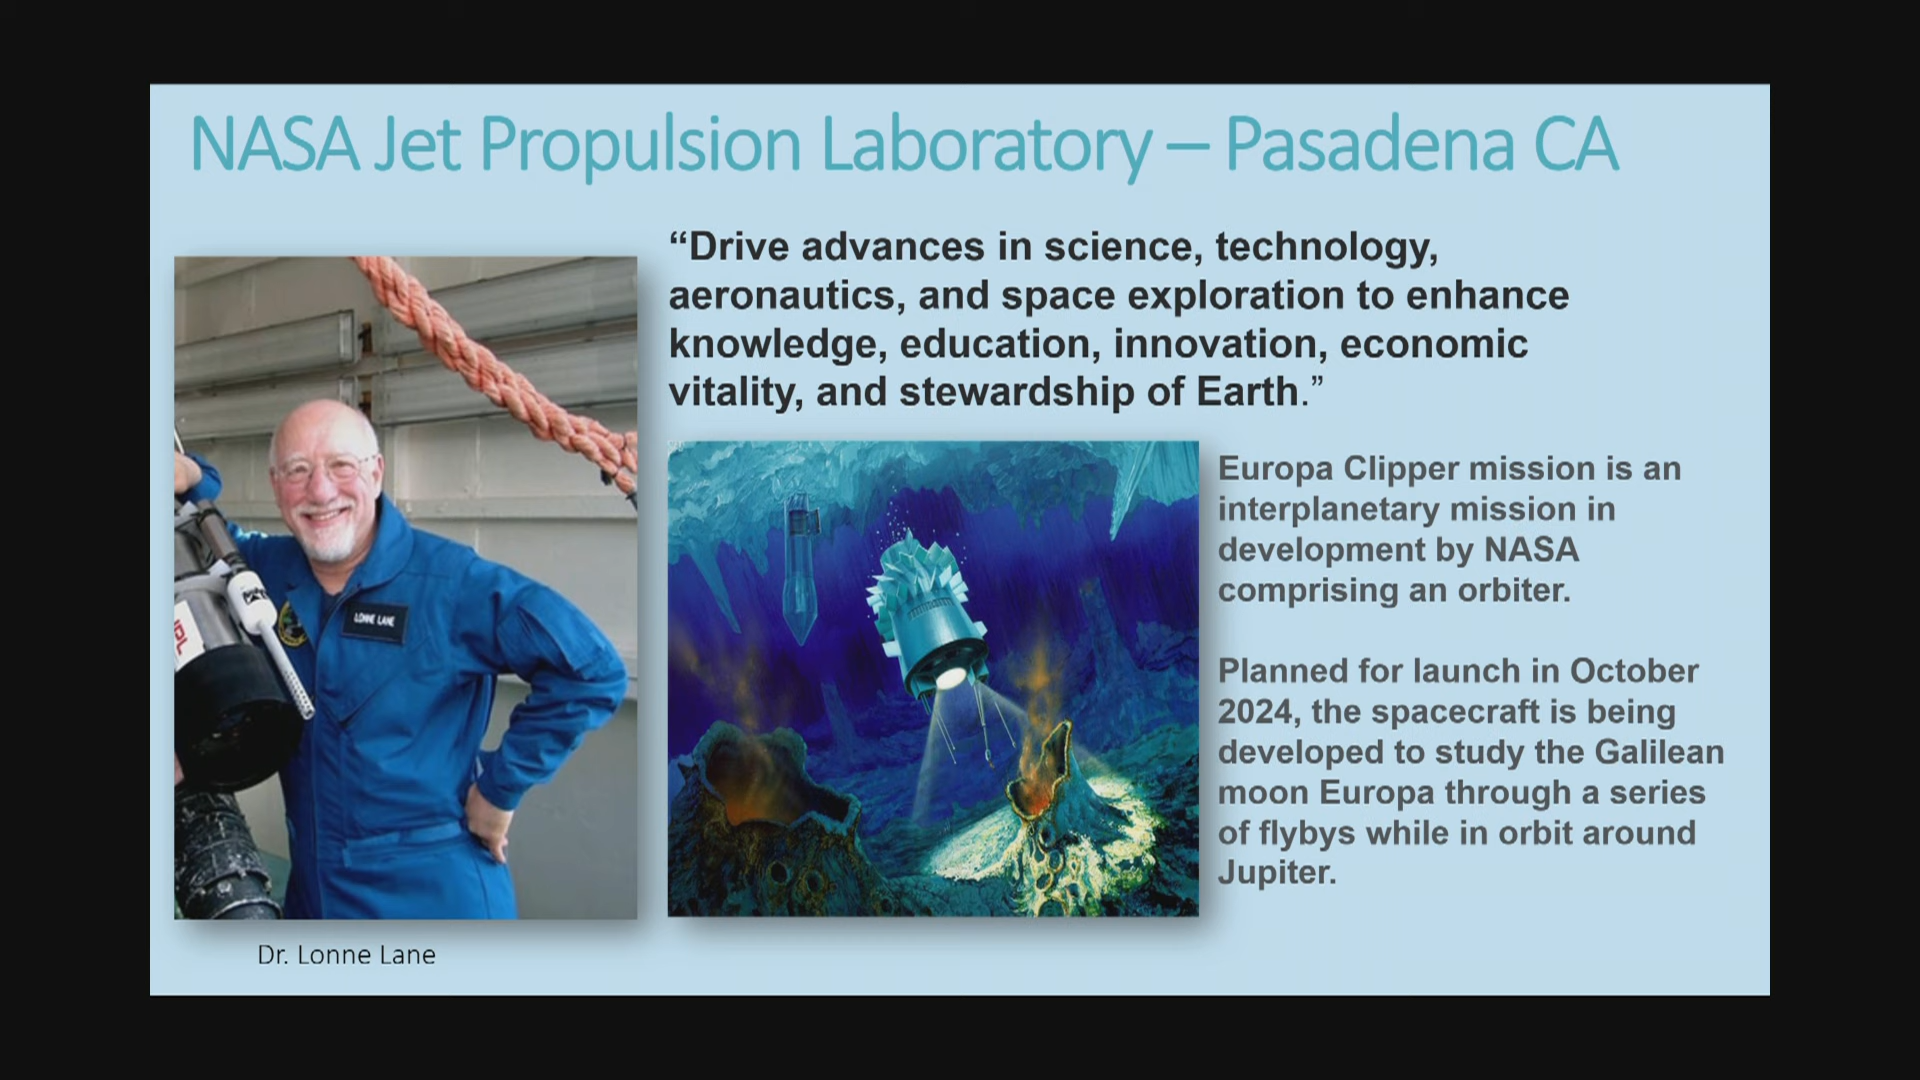 NASA Jet Propulsion Laboratory – Pasadena CA
“Drive advances in science, technology,
aeronautics, and space exploration to enhance
knowledge, education, innovation, economic
vitality, and stewardship of Earth.”
LONNE LANE
JPL
Europa Clipper mission is an
interplanetary mission in
development by NASA
comprising an orbiter.
Planned for launch in October
2024, the spacecraft is being
developed to study the Galilean
moon Europa through a series
of flybys while in orbit around
Jupiter.
Dr. Lonne Lane